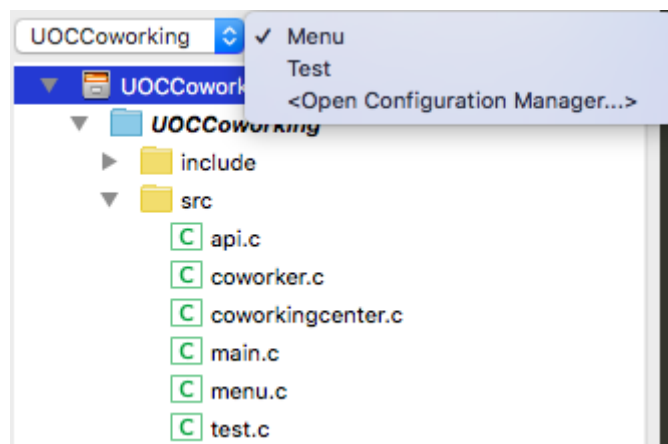 UOCCoworking
✓ Menu
Test
<Open Configuration Manager...>
UOCCowork
UOCCoworking
include
src
C api.c
C coworker.c
C coworkingcenter.c
C main.c
C menu.c
C test.c